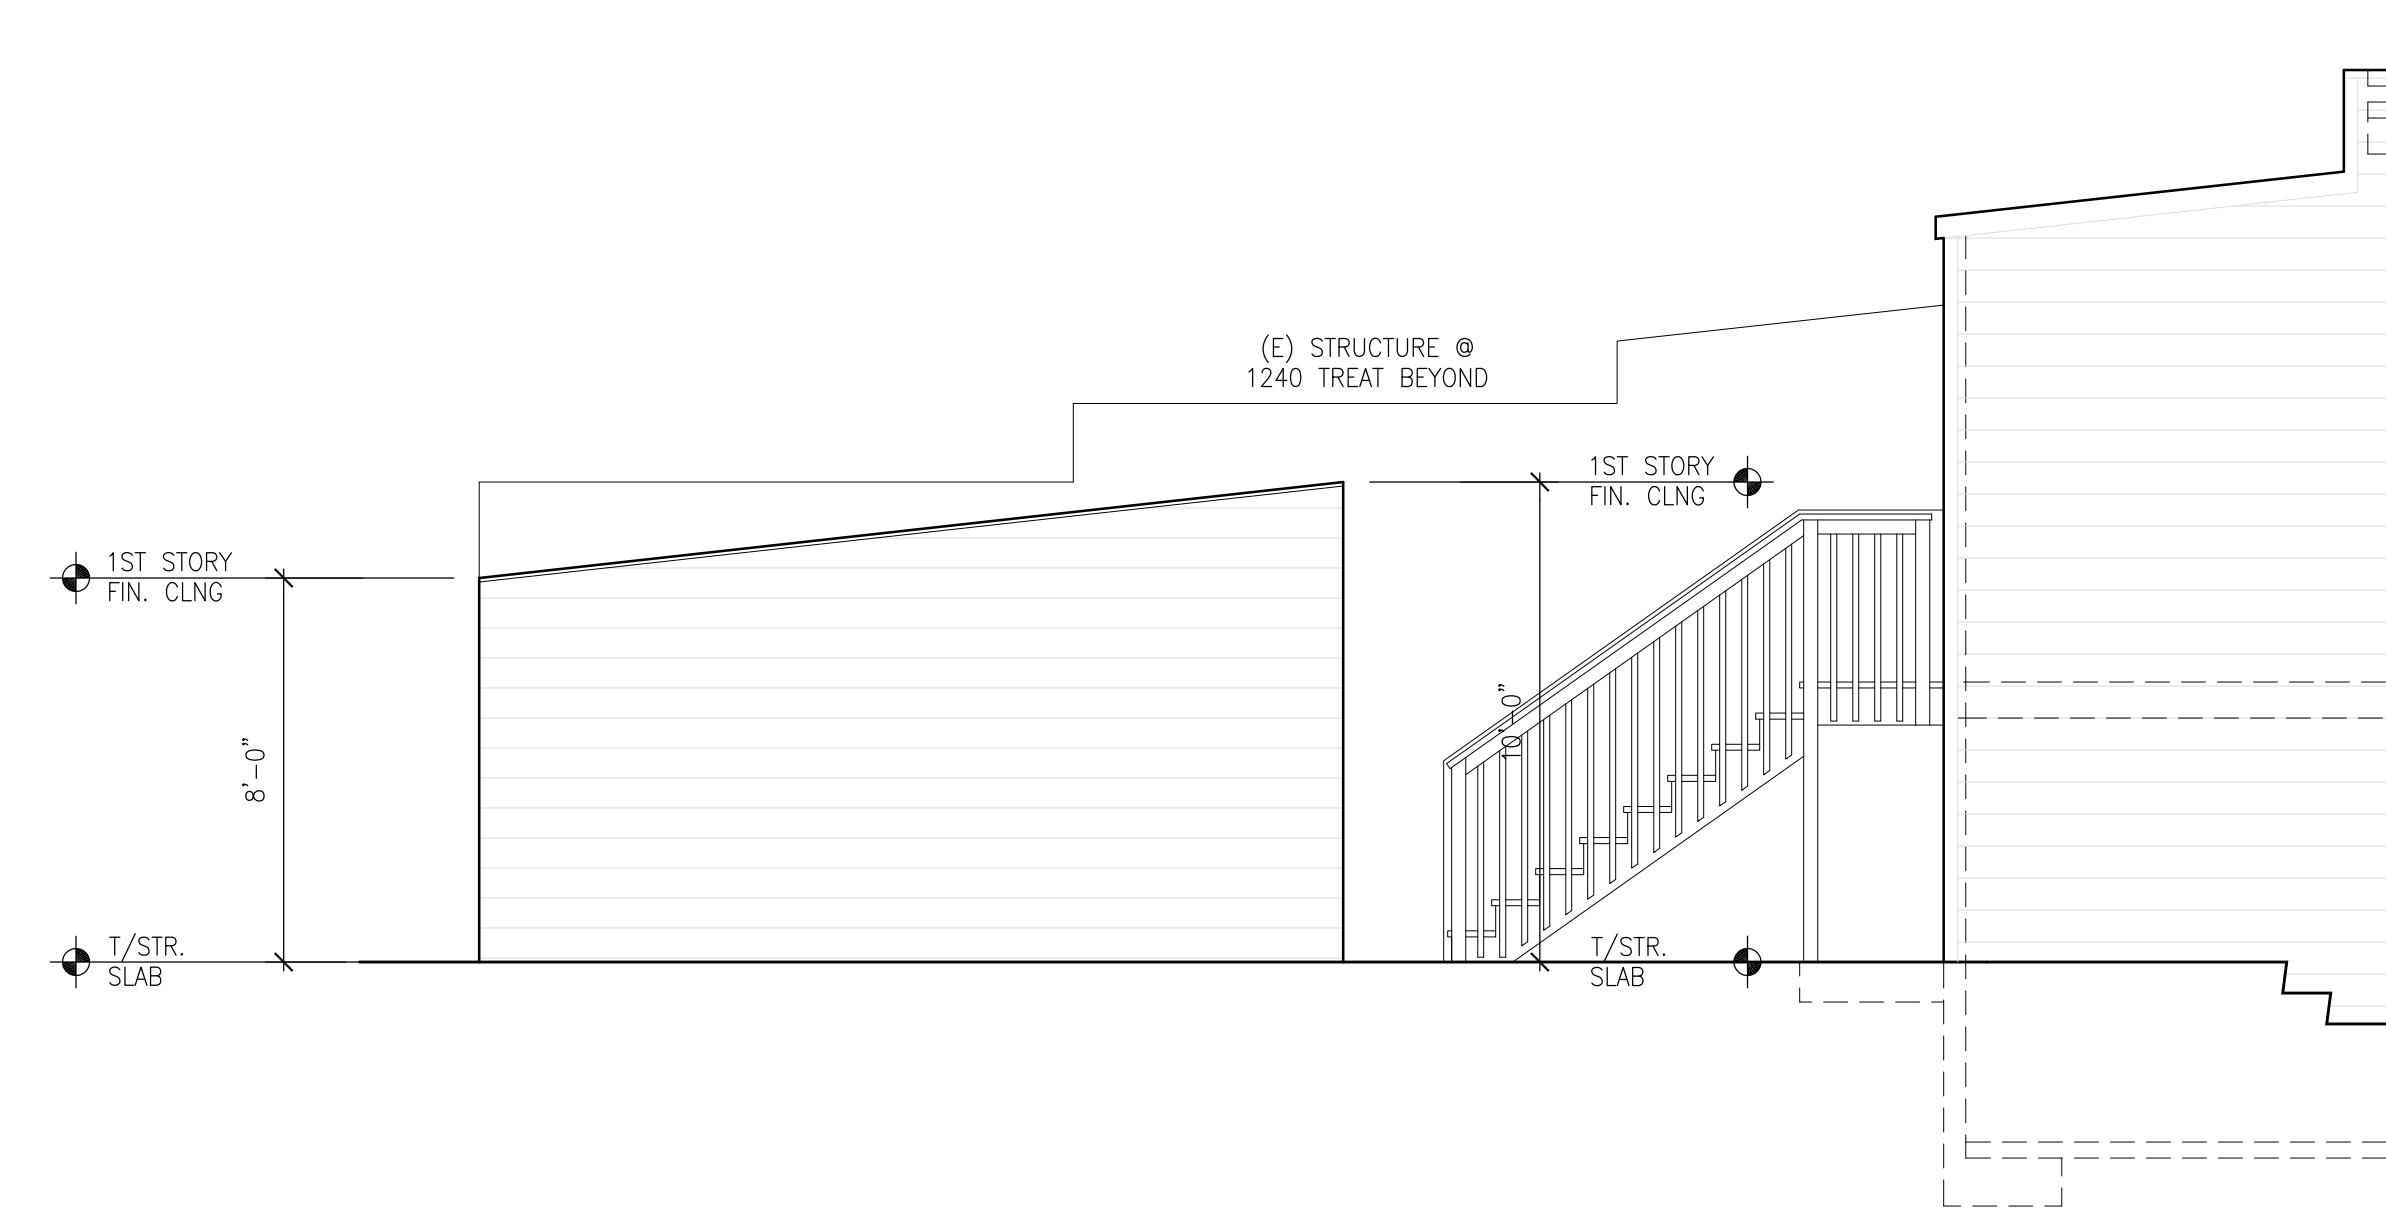 (E) STRUCTURE @
1240 TREAT BEYOND
1ST STORY
FIN. CLNG
1ST STORY
FIN. CLNG
8'-0"
10'-0"
T/STR.
SLAB
T/STR.
SLAB